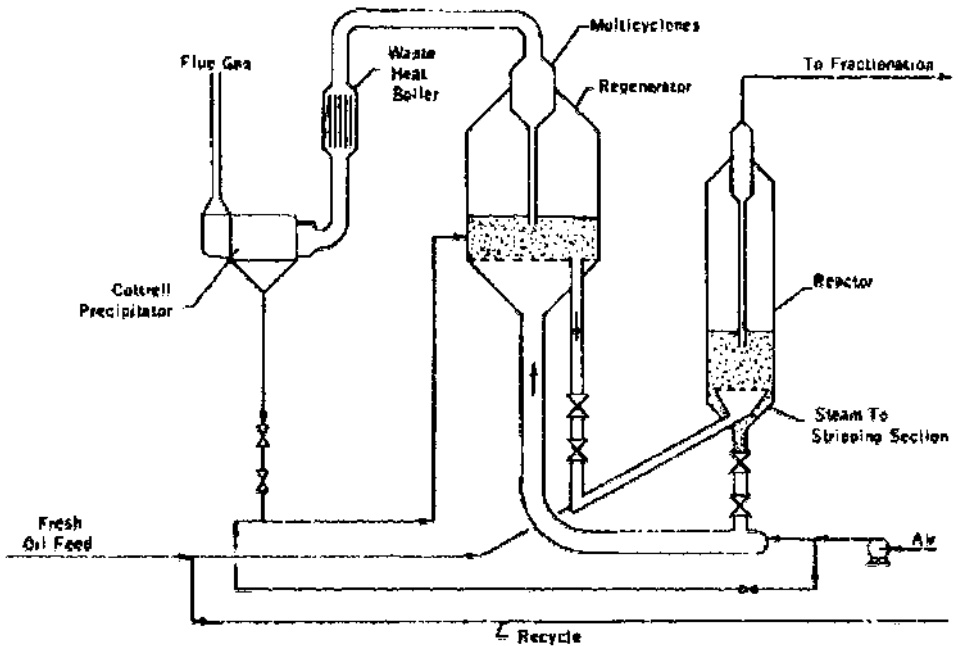 Multicyclones
Flue Gas
Waste
Heat
Boiler
To Fractionation
Regenerator
Cottrell
Precipitator
Reactor
Steam To
Stripping Section
Fresh
Oil Feed
Air
Recycle